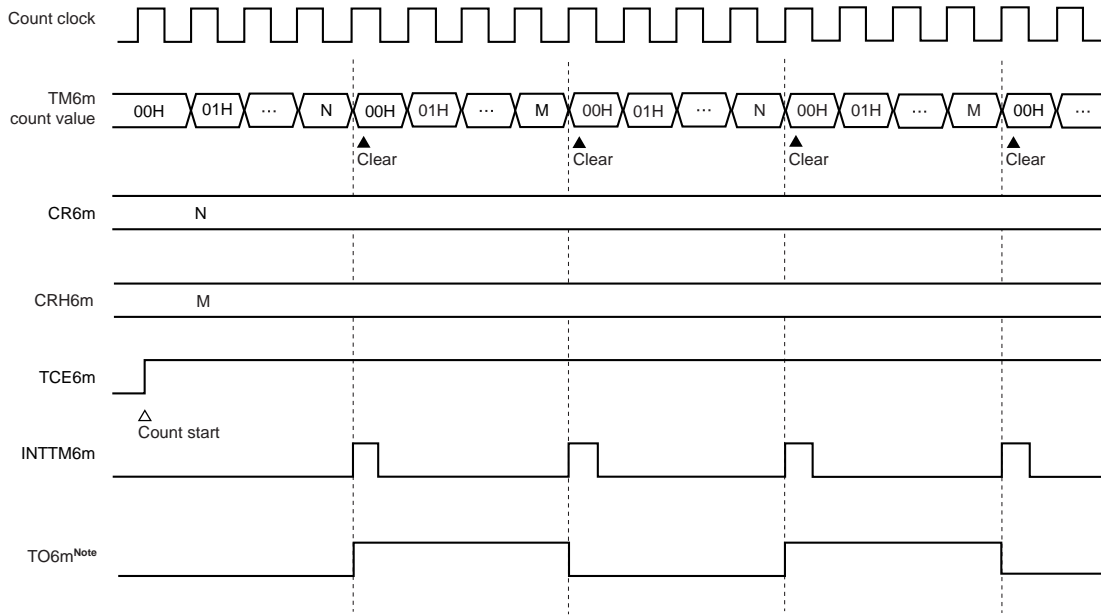 Count clock
TM6m
count value
00H 01H ... N 00H 01H ... M 00H 01H ... N 00H 01H ... M 00H ...
Clear Clear Clear Clear
CR6m N
CRH6m M
TCE6m
Count start
INTTM6m
TO6mNote